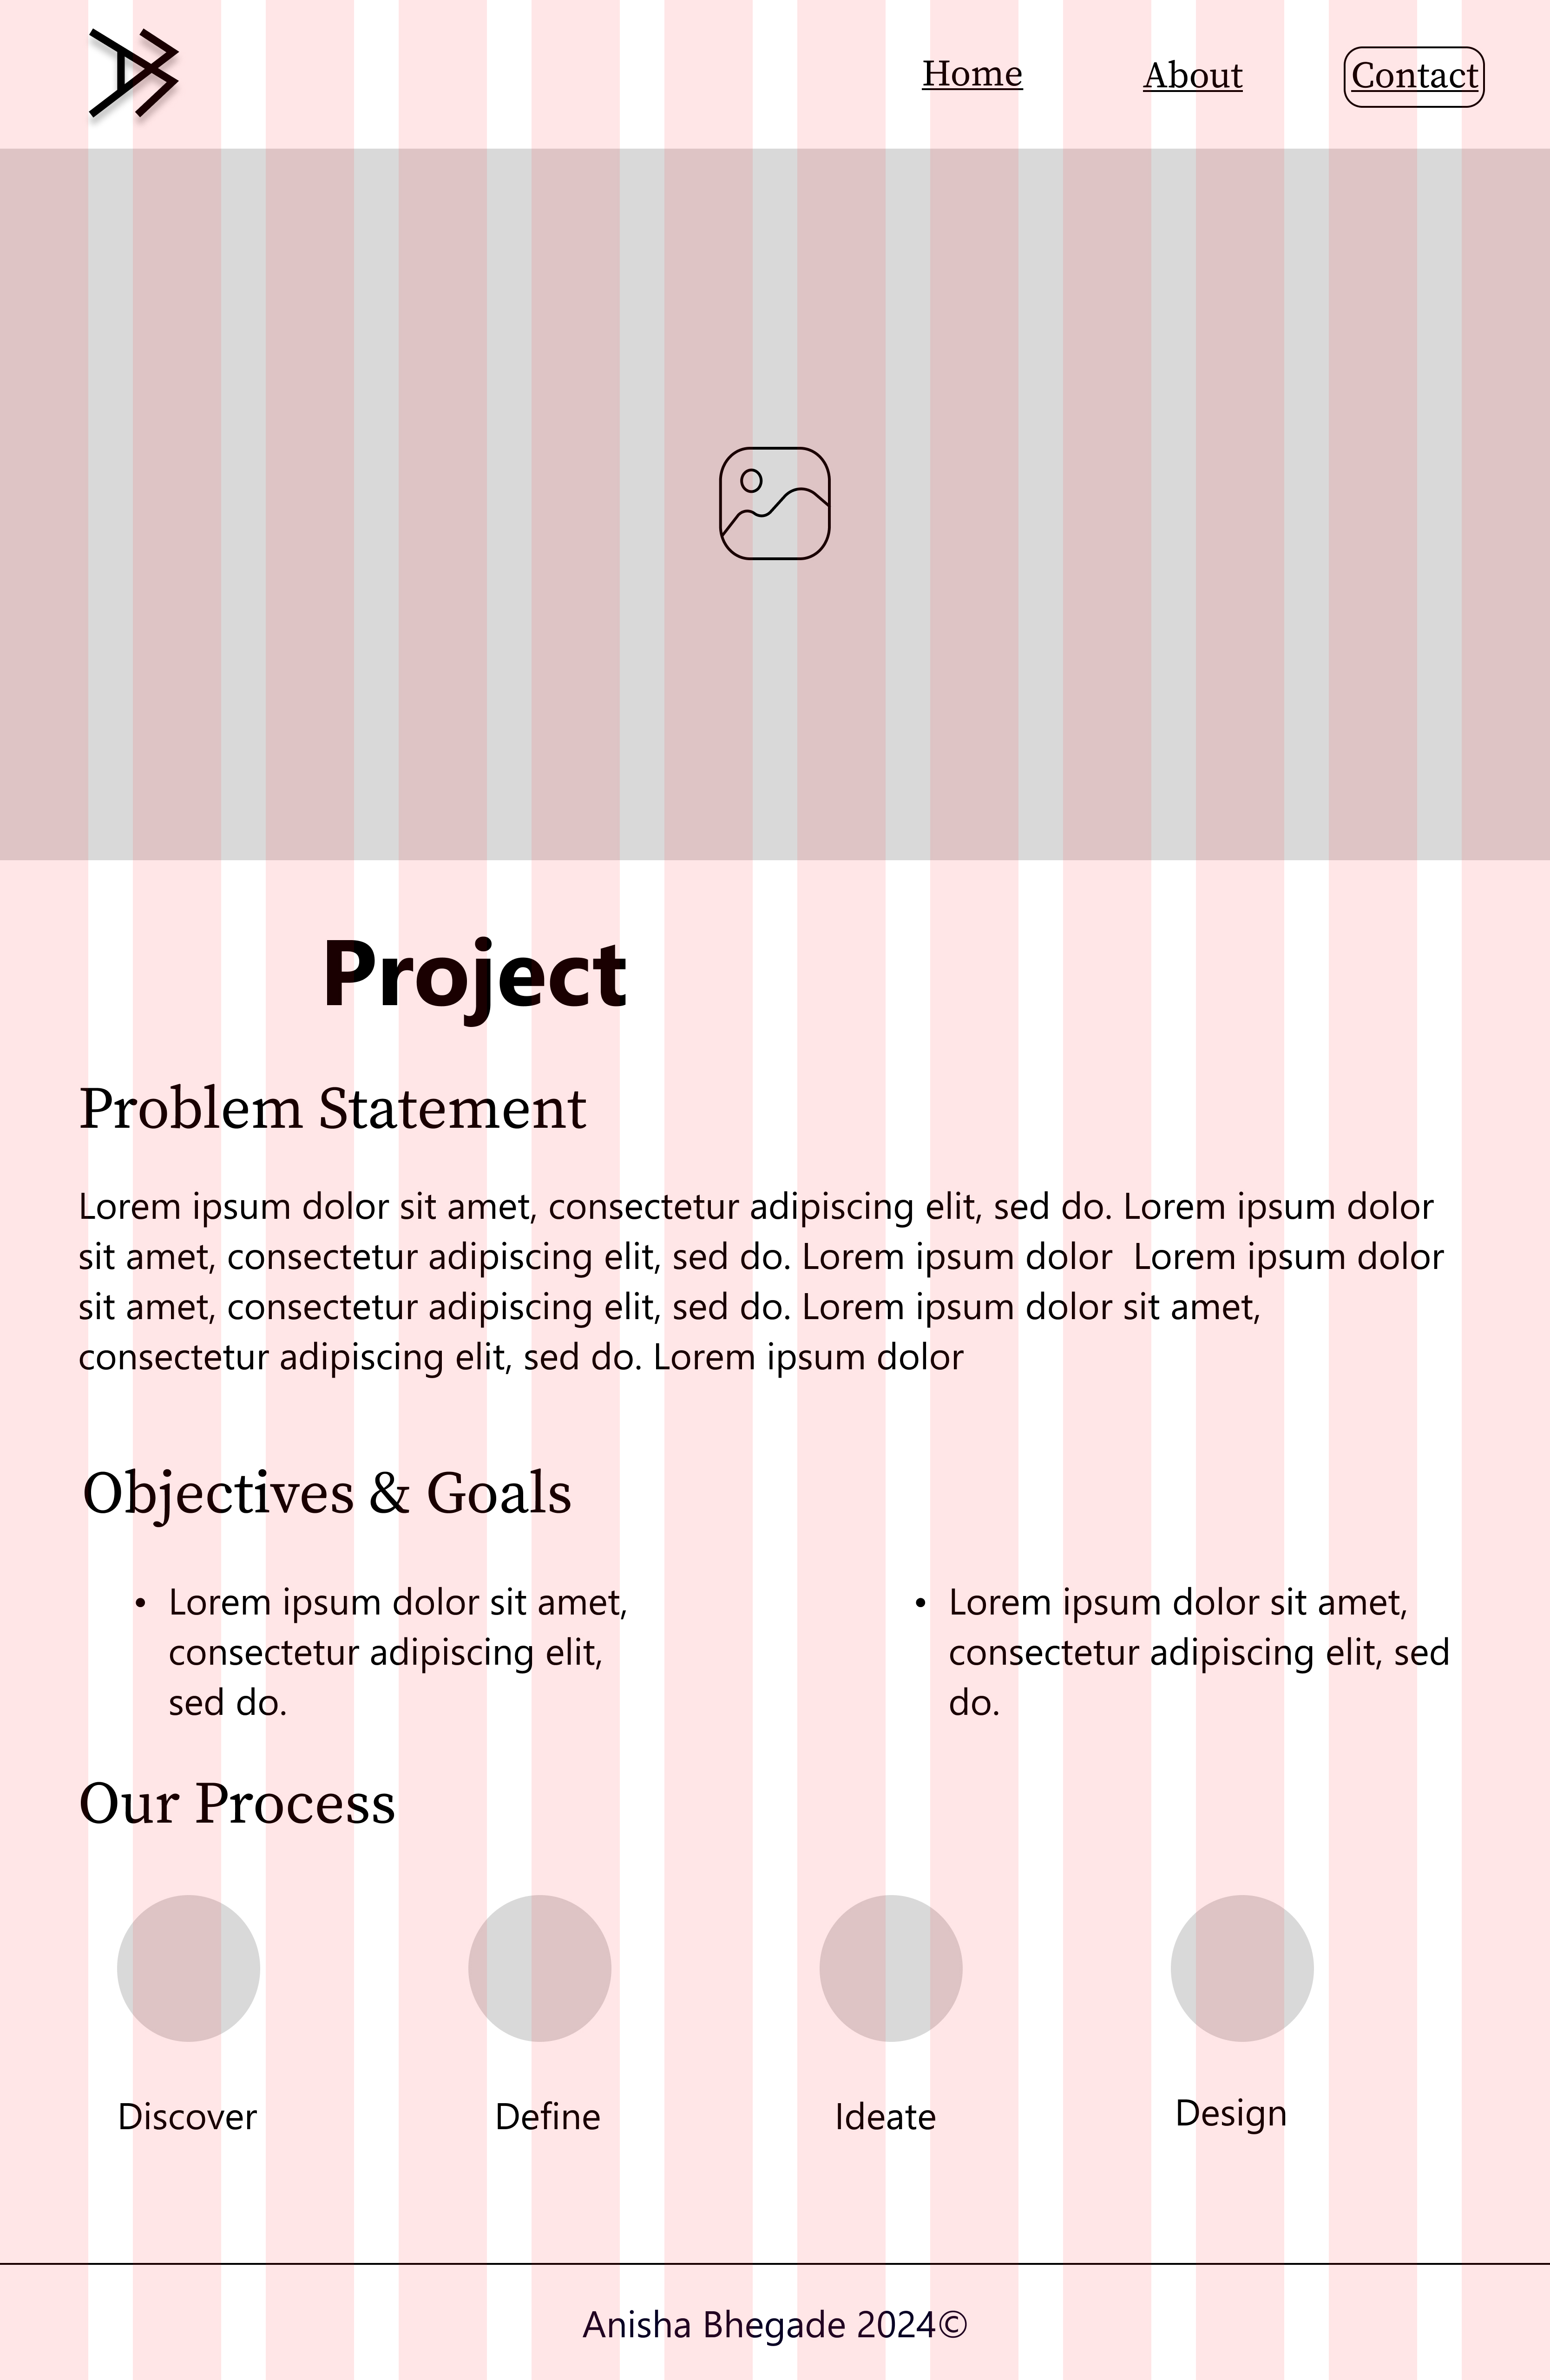 Home About Contact
Project
Problem Statement
Lorem ipsum dolor sit amet, consectetur adipiscing elit, sed do. Lorem ipsum dolor
sit amet, consectetur adipiscing elit, sed do. Lorem ipsum dolor  Lorem ipsum dolor
sit amet, consectetur adipiscing elit, sed do. Lorem ipsum dolor sit amet,
consectetur adipiscing elit, sed do. Lorem ipsum dolor
Objectives & Goals
• Lorem ipsum dolor sit amet,
consectetur adipiscing elit,
sed do.
• Lorem ipsum dolor sit amet,
consectetur adipiscing elit, sed
do.
Our Process
Discover
Define
Ideate
Design
Anisha Bhegade 2024©